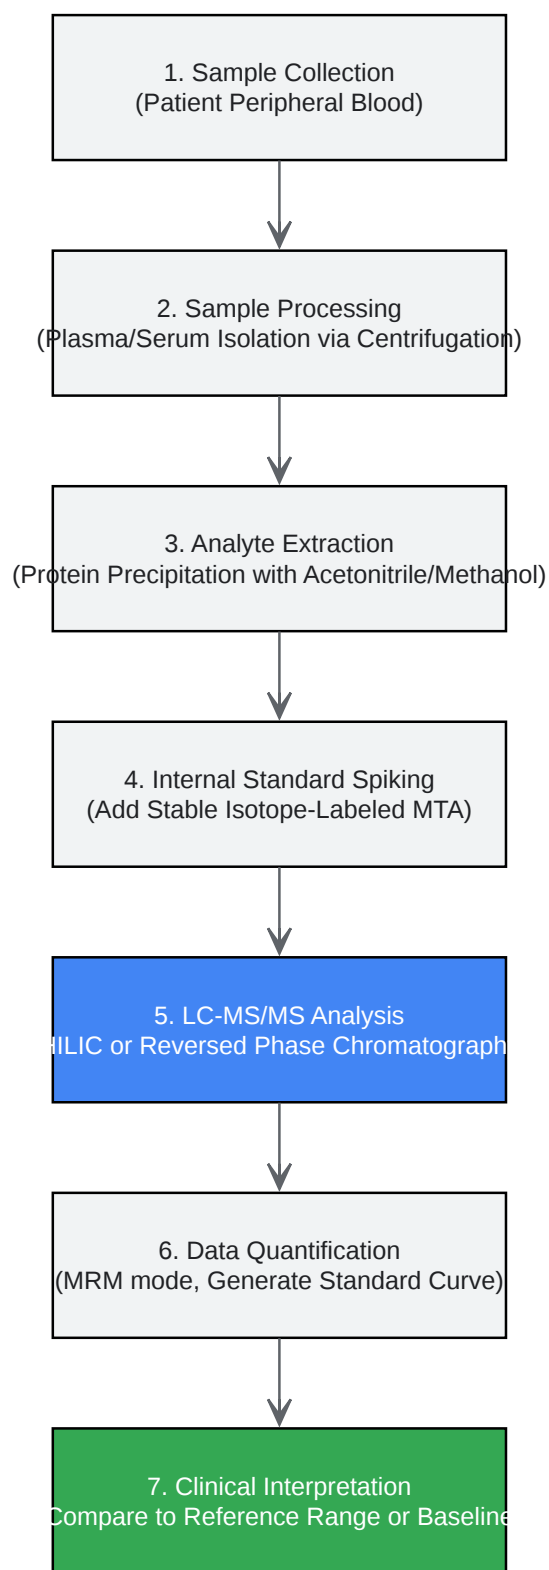 1. Sample Collection
(Patient Peripheral Blood)
2. Sample Processing
(Plasma/Serum Isolation via Centrifugation)
3. Analyte Extraction
(Protein Precipitation with Acetonitrile/Methanol)
4. Internal Standard Spiking
(Add Stable Isotope-Labeled MTA)
5. LC-MS/MS Analysis
HILIC or Reversed Phase Chromatograph
6. Data Quantification
(MRM mode, Generate Standard Curve)
7. Clinical Interpretation
Compare to Reference Range or Baseline